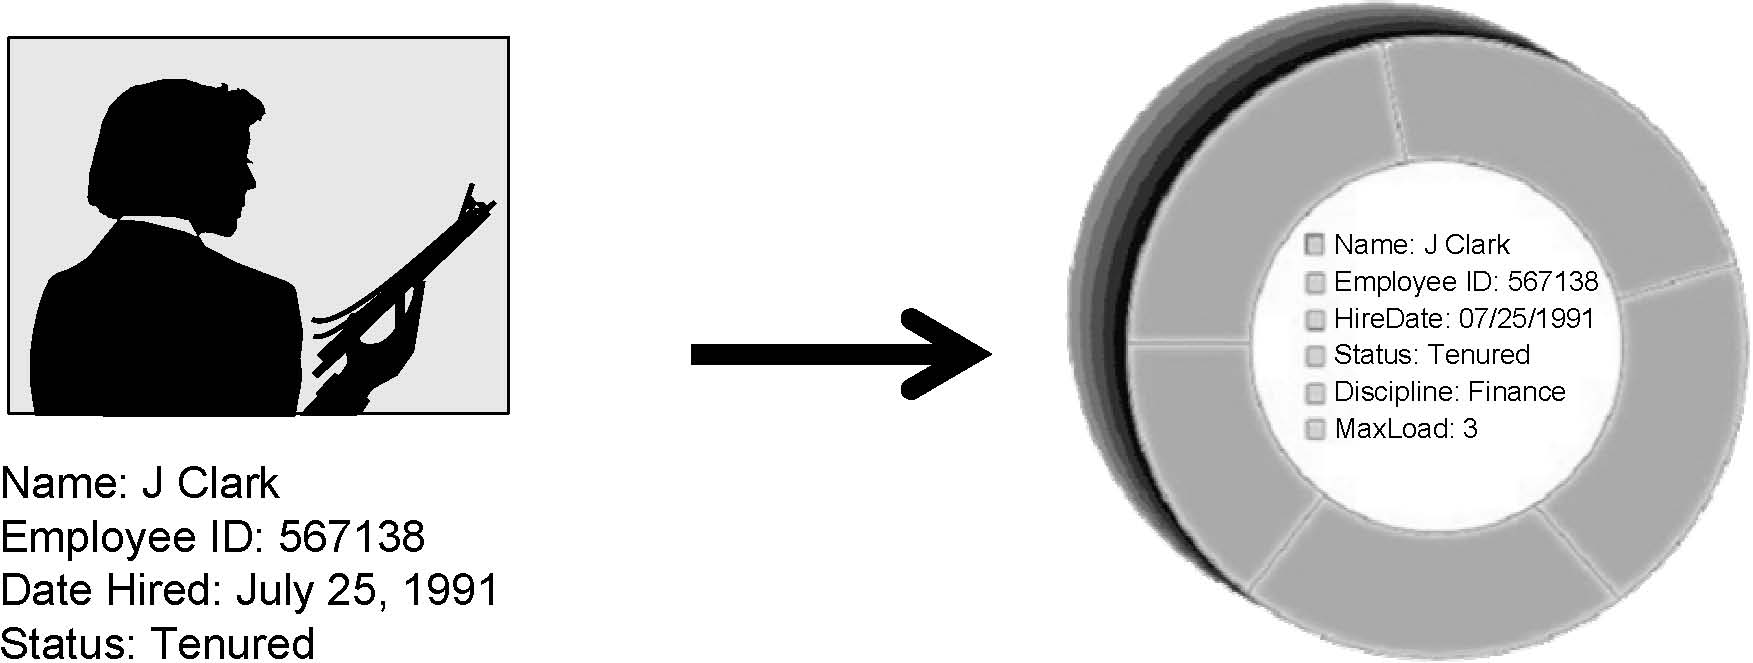 Name: J Clark
Employee ID: 567138
Date Hired: July 25, 1991
Status: Tenured
Name: J Clark
Employee ID: 567138
HireDate: 07/25/1991
Status: Tenured
Discipline: Finance
MaxLoad: 3